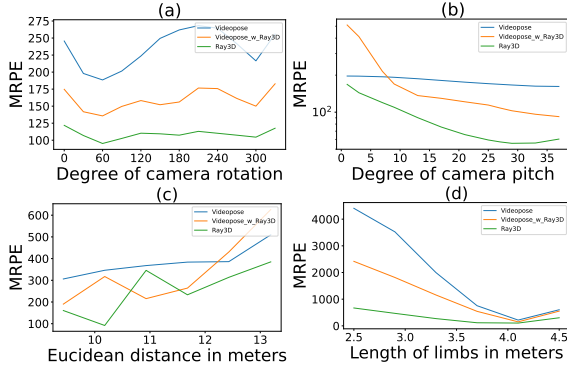 (a)
MRPE
275
250
225
200
175
150
125
100
0 60 120 180 240 300
Degree of camera rotation
Videopose
Videopose_w_Ray3D
Ray3D
(b)
MRPE
10²
0 5 10 15 20 25 30 35
Degree of camera pitch
Videopose
Videopose_w_Ray3D
Ray3D
(c)
MRPE
600
500
400
300
200
100
10 11 12 13
Eucidean distance in meters
Videopose
Videopose_w_Ray3D
Ray3D
(d)
MRPE
4000
3000
2000
1000
0
2.5 3.0 3.5 4.0 4.5
Length of limbs in meters
Videopose
Videopose_w_Ray3D
Ray3D